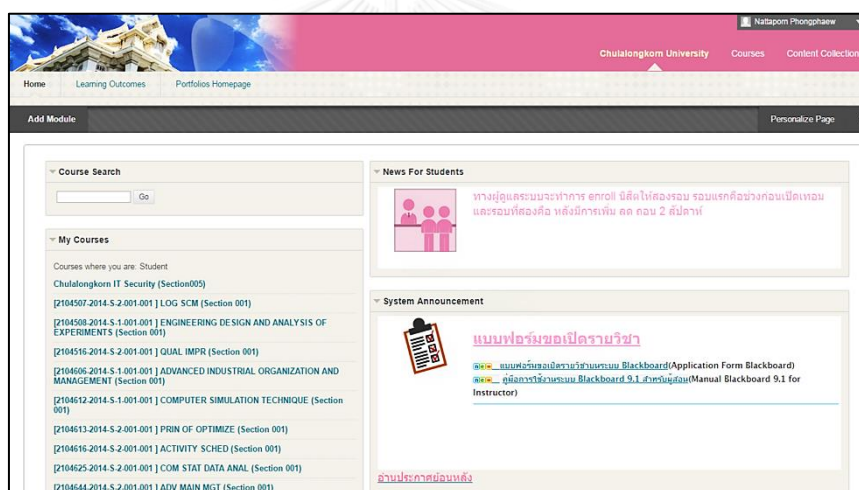 Nattaporn Phongphaew
Chulalongkorn University Courses Content Collection
Home Learning Outcomes Portfolios Homepage
Add Module Personalize Page
Course Search
Go
My Courses
Courses where you are: Student
Chulalongkorn IT Security (Section005)
[2104507-2014-S-2-001-001 ] LOG SCM (Section 001)
[2104508-2014-S-1-001-001 ] ENGINEERING DESIGN AND ANALYSIS OF
EXPERIMENTS (Section 001)
[2104516-2014-S-2-001-001 ] QUAL IMPR (Section 001)
[2104606-2014-S-1-001-001 ] ADVANCED INDUSTRIAL ORGANIZATION AND
MANAGEMENT (Section 001)
[2104612-2014-S-1-001-001 ] COMPUTER SIMULATION TECHNIQUE (Section
001)
[2104613-2014-S-2-001-001 ] PRIN OF OPTIMIZE (Section 001)
[2104616-2014-S-2-001-001 ] ACTIVITY SCHED (Section 001)
[2104625-2014-S-2-001-001 ] COM STAT DATA ANAL (Section 001)
[2104644-2014-S-2-001-001 ] ADV MAIN MGT (Section 001)
News For Students
ทางผู้ดูแลระบบจะทำการ enroll นิสิตให้สองรอบ รอบแรกคือช่วงก่อนเปิดเทอม
และรอบที่สองคือ หลังมีการเพิ่ม ลด ถอน 2 สัปดาห์
System Announcement
แบบฟอร์มขอเปิดรายวิชา
แบบฟอร์มขอเปิดรายวิชาบนระบบ Blackboard(Application Form Blackboard)
คู่มือการใช้งานระบบ Blackboard 9.1 สำหรับผู้สอน(Manual Blackboard 9.1 for
Instructor)
อ่านประกาศย้อนหลัง